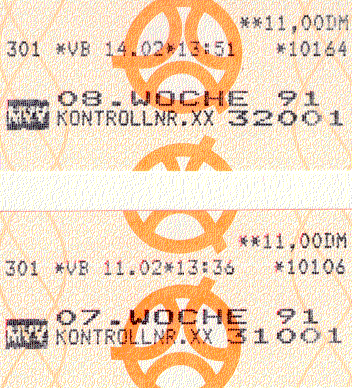 **11,00DM
301 *VB 14.02*13:51 *10164
08.WOCHE 91
MVV KONTROLLNR.XX 32001
**11,00DM
301 *VB 11.02*13:36 *10106
07.WOCHE 91
MVV KONTROLLNR.XX 31001